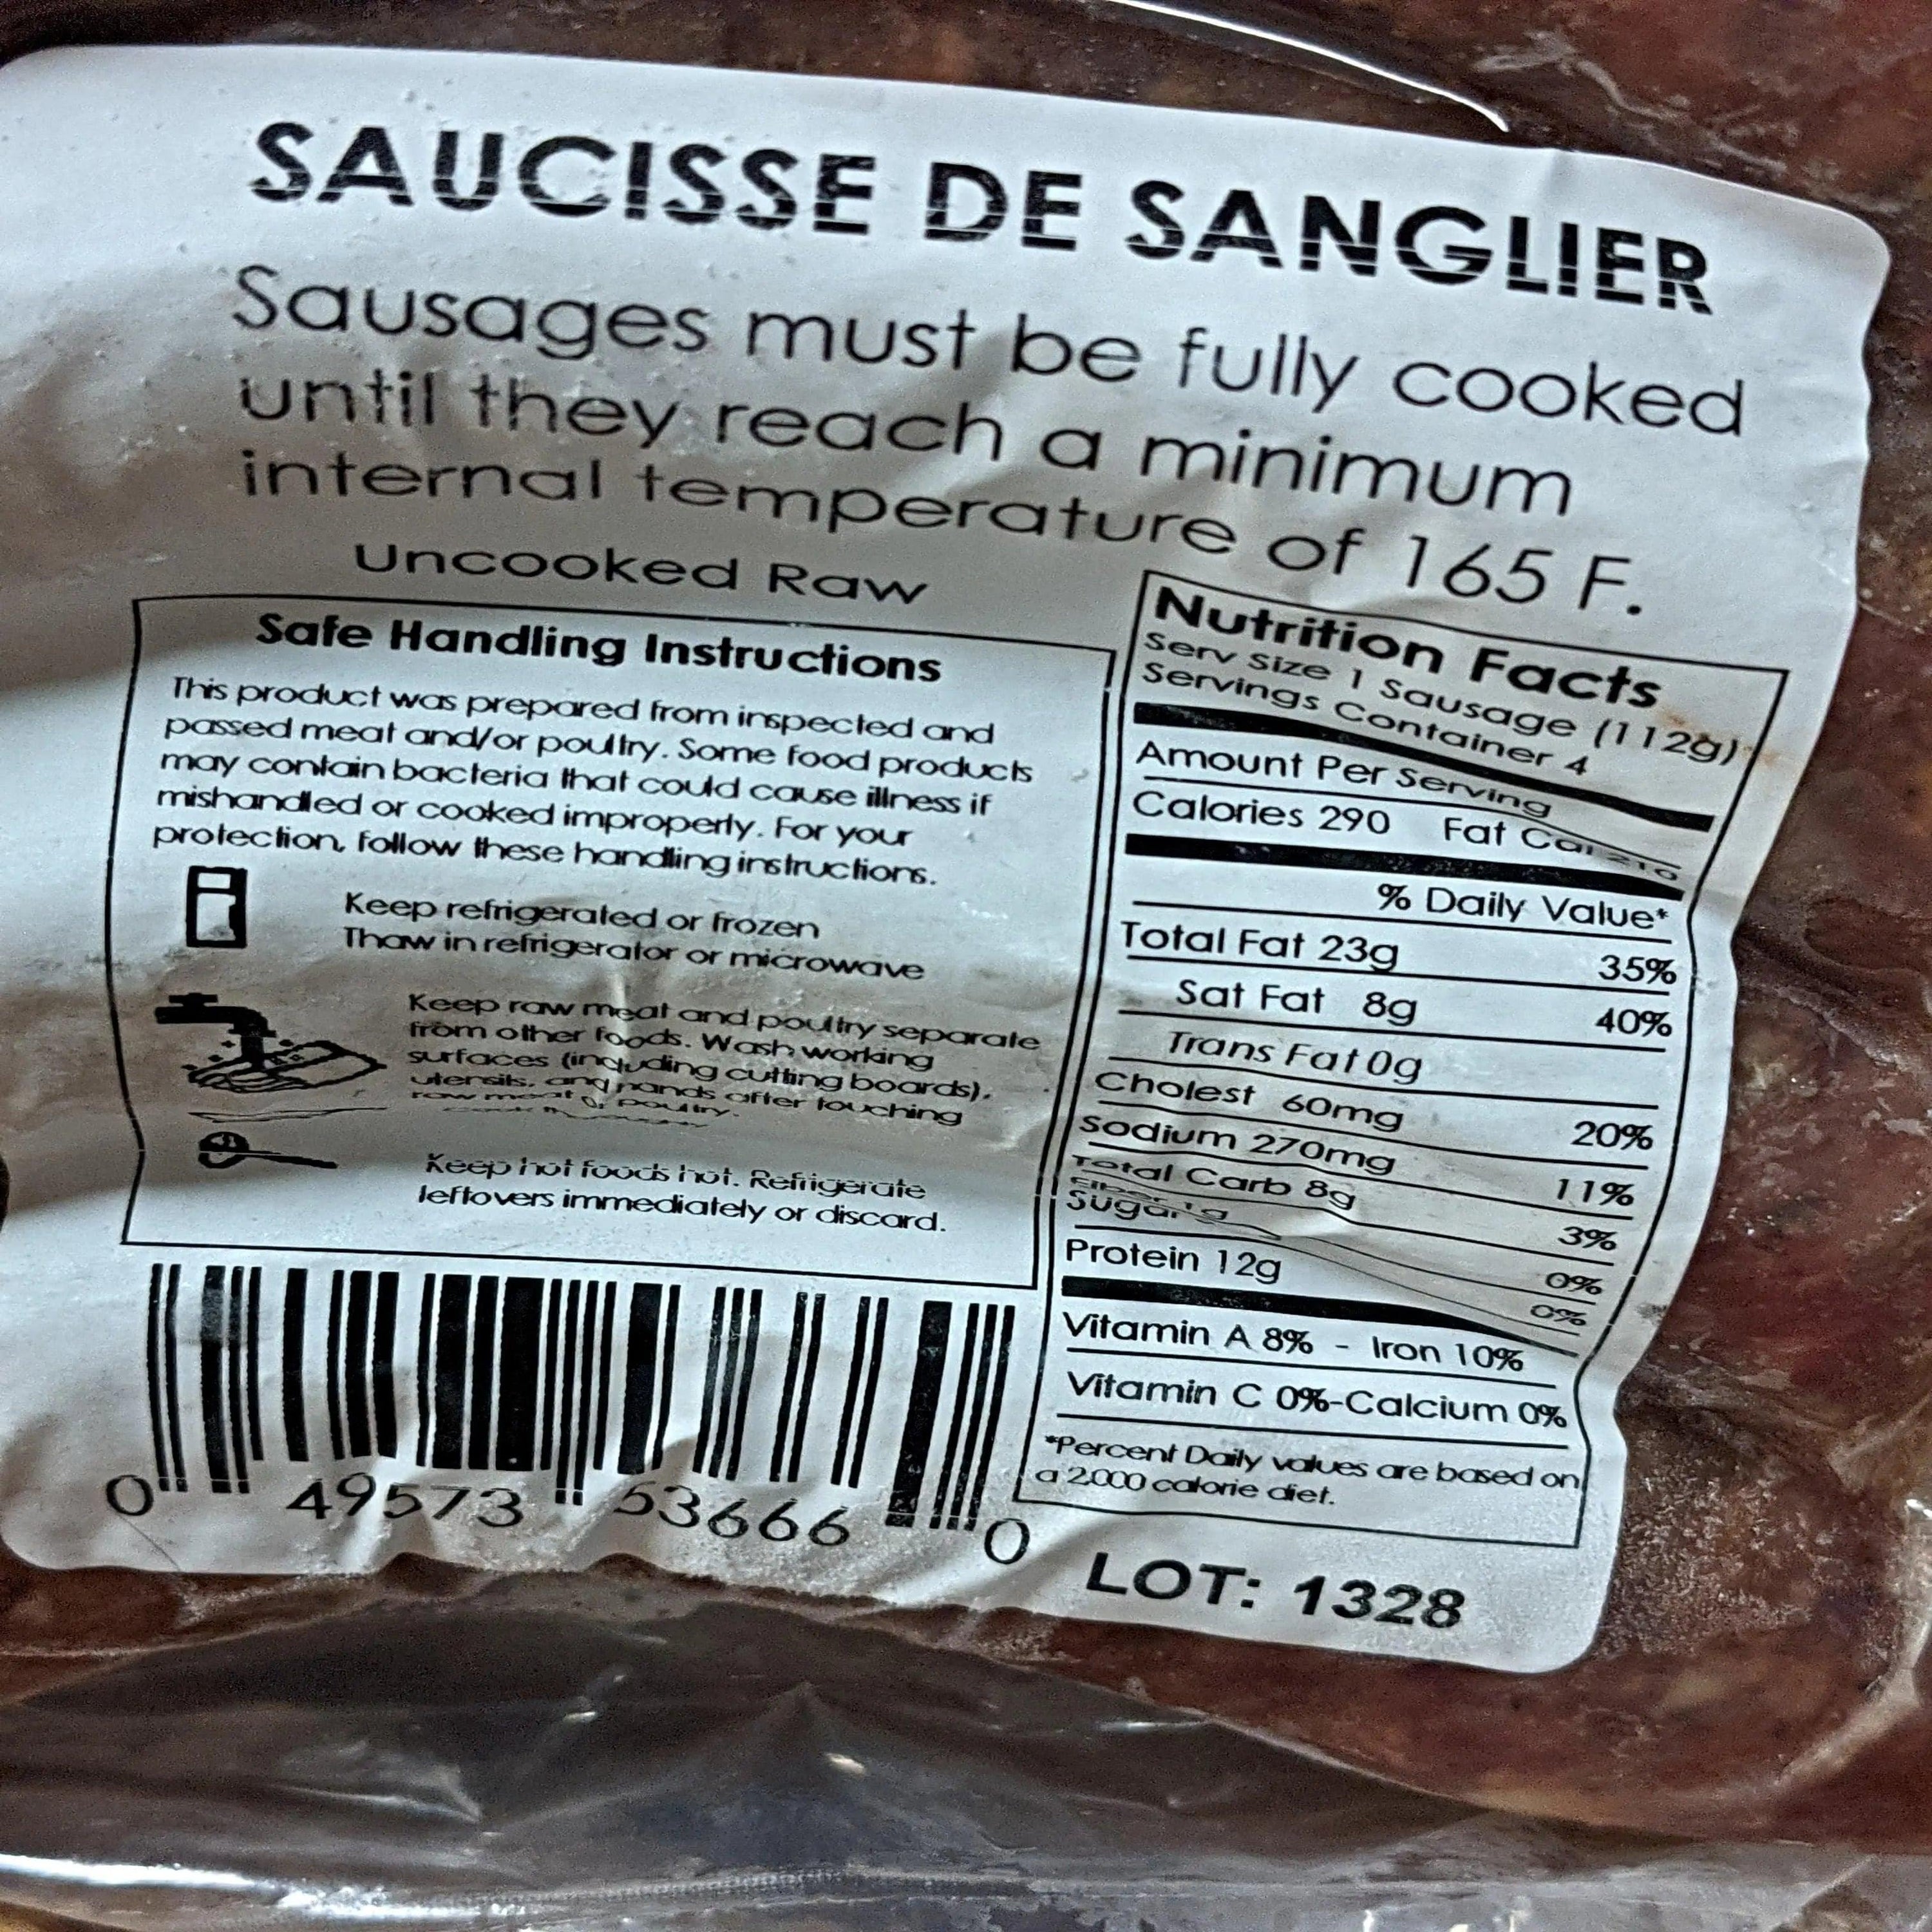 SAUCISSE DE SANGLIER
Sausages must be fully cooked
until they reach a minimum
internal temperature of 165 F.
Uncooked Raw
Safe Handling Instructions
This product was prepared from inspected and
passed meat and/or poultry. Some food products
may contain bacteria that could cause illness if
mishandled or cooked improperly. For your
protection, follow these handling instructions.
Keep refrigerated or frozen
Thaw in refrigerator or microwave
Keep raw meat and poultry separate
from other foods. Wash working
surfaces (including cutting boards),
utensils, and hands after touching
raw meat or poultry.
Keep hot foods hot. Refrigerate
leftovers immediately or discard.
0 49573 53666 0
Nutrition Facts
Serv Size 1 Sausage (112g)
Servings Container 4
Amount Per Serving
Calories 290 Fat Cal 210
% Daily Value*
Total Fat 23g 35%
Sat Fat 8g 40%
Trans Fat 0g
Cholest 60mg 20%
Sodium 270mg 11%
Total Carb 8g 3%
Fiber 0%
Sugar 0%
Protein 12g
Vitamin A 8% - Iron 10%
Vitamin C 0%-Calcium 0%
*Percent Daily values are based on
a 2.000 calorie diet.
LOT: 1328